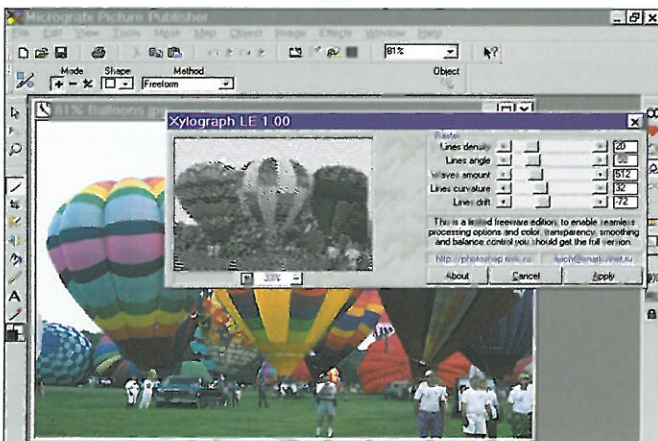 Micrografx Picture Publisher
File Edit View Tools Mask Map Object Image Effects Window Help
81%
Mode Shape Method Object
Freeform
81% Balloons.jpg
Xylograph LE 1.00
Raster
Lines density 20
Lines angle
Waves amount 512
Lines curvature 32
Lines drift -72
This is a limited freeware edition, to enable seamless
processing options and color, transparency, smoothing
and balance control you should get the full version
33%
About Cancel Apply
A